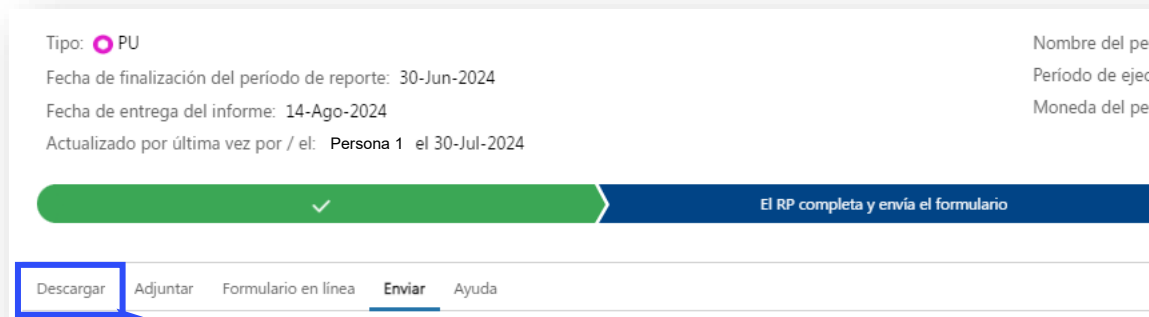 Tipo: PU
Nombre del pe
Fecha de finalización del período de reporte: 30-Jun-2024
Período de ejec
Fecha de entrega del informe: 14-Ago-2024
Moneda del pe
Actualizado por última vez por / el: Persona 1 el 30-Jul-2024
El RP completa y envía el formulario
Descargar Adjuntar Formulario en línea Enviar Ayuda